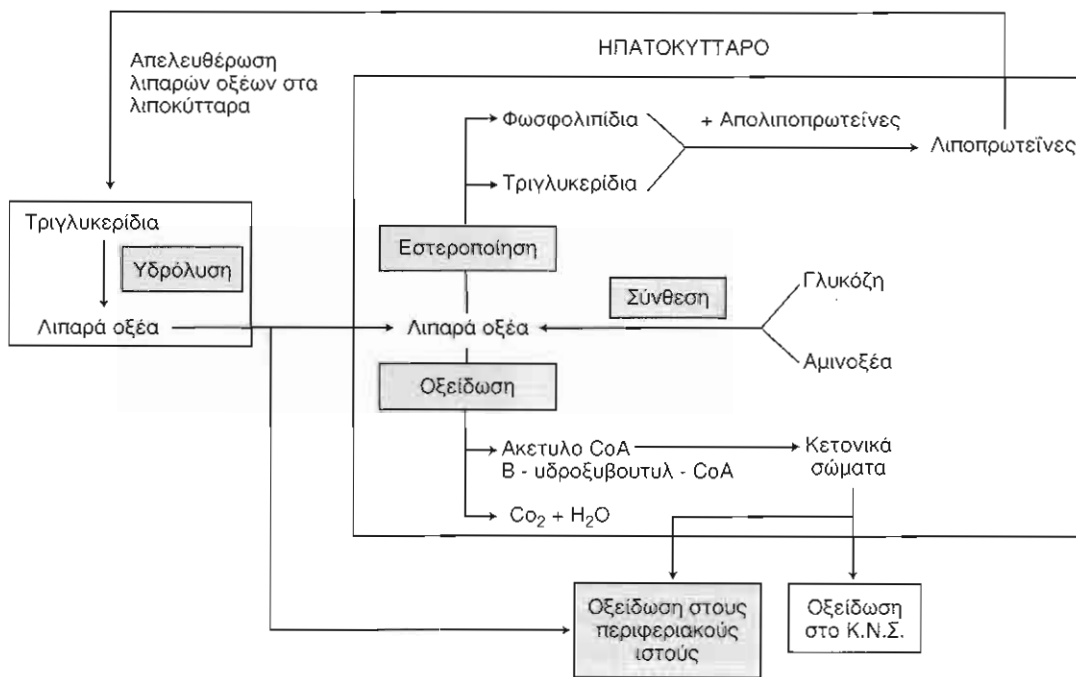 ΗΠΑΤΟΚΥΤΤΑΡΟ
Απελευθέρωση
λιπαρών οξέων στα
λιποκύτταρα
Φωσφολιπίδια
+ Απολιποπρωτεΐνες
Λιποπρωτεΐνες
Τριγλυκερίδια
Τριγλυκερίδια
Υδρόλυση
Λιπαρά οξέα
Εστεροποίηση
Λιπαρά οξέα
Σύνθεση
Γλυκόζη
Αμινοξέα
Οξείδωση
Ακετυλο CoA
Β - υδροξυβουτυλ - CoA
Κετονικά
σώματα
Co₂ + H₂O
Οξείδωση στους
περιφεριακούς
ιστούς
Οξείδωση
στο Κ.Ν.Σ.